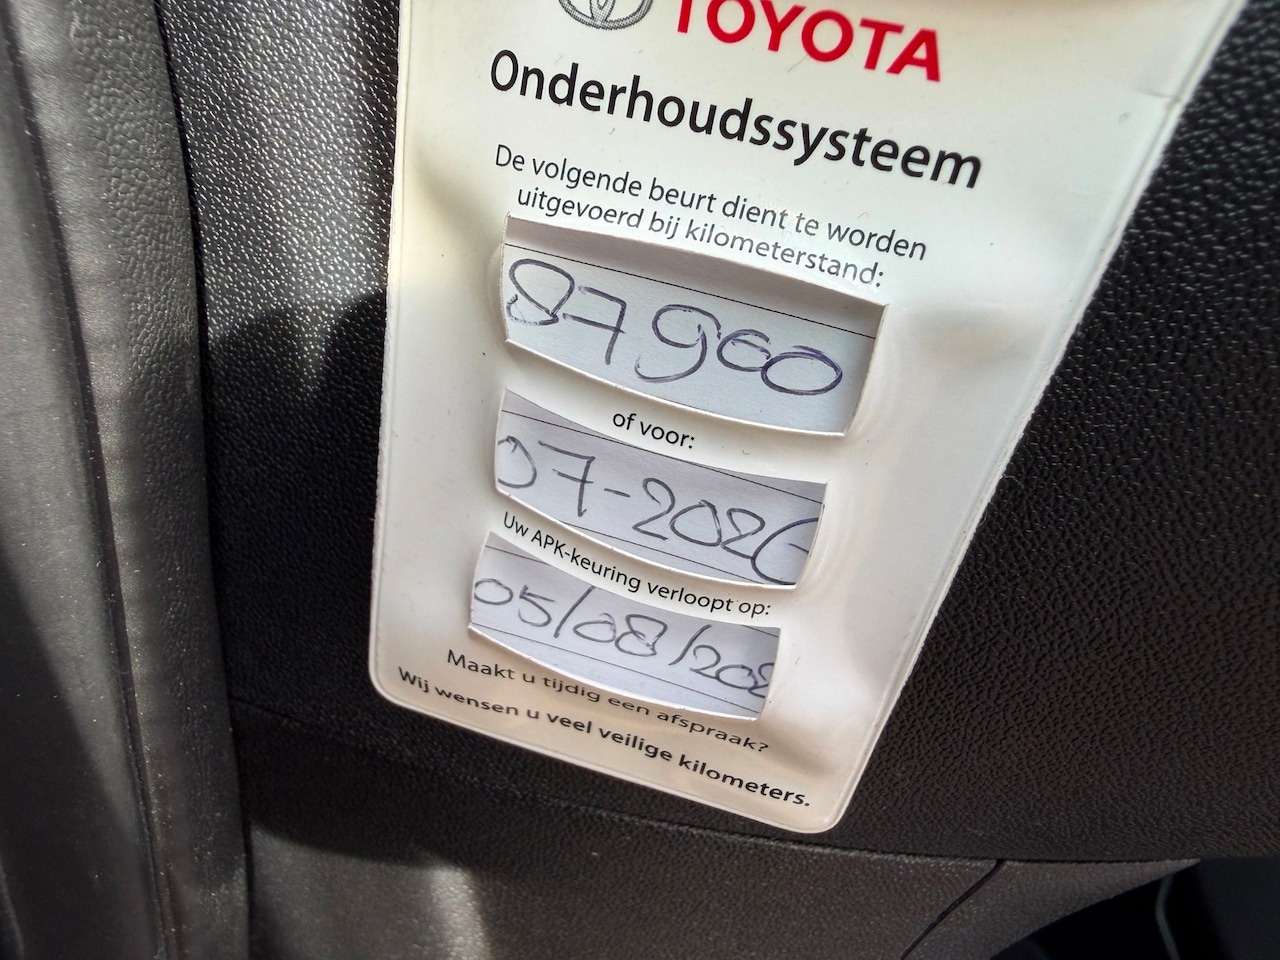 TOYOTA
Onderhoudssysteem
De volgende beurt dient te worden
uitgevoerd bij kilometerstand:
87900
of voor:
07-2026
Uw APK-keuring verloopt op:
05/08/202
Maakt u tijdig een afspraak?
Wij wensen u veel veilige kilometers.